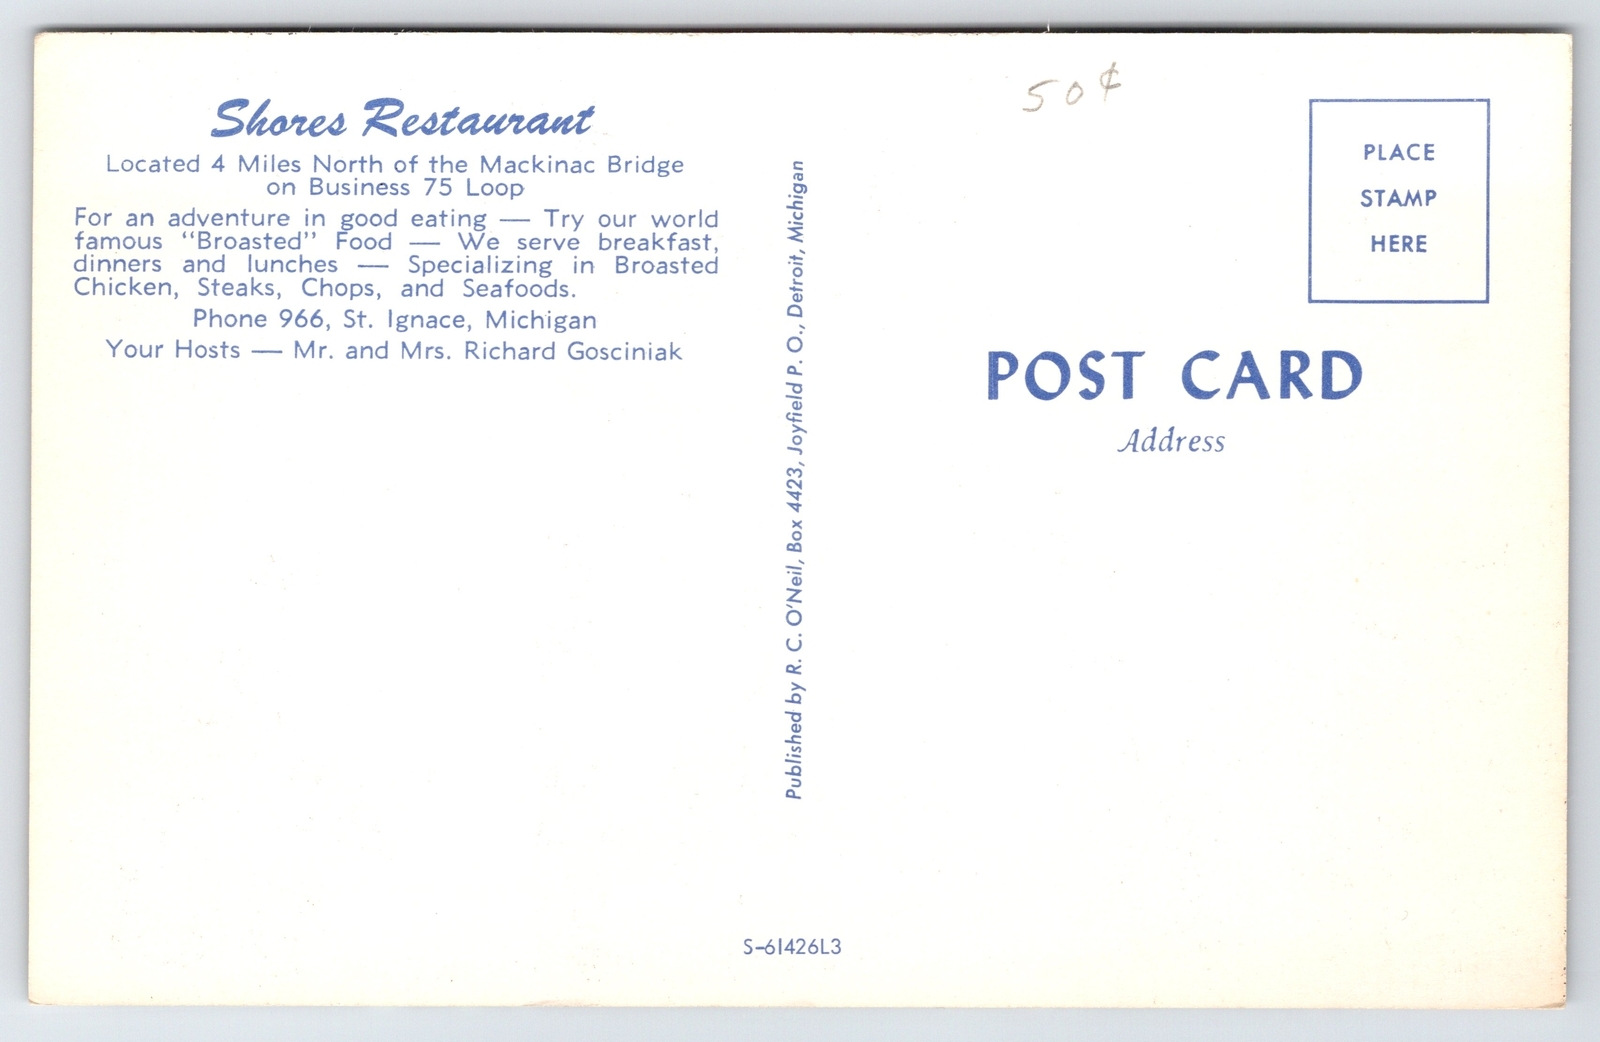 Shores Restaurant
Located 4 Miles North of the Mackinac Bridge
on Business 75 Loop
For an adventure in good eating — Try our world
famous "Broasted" Food — We serve breakfast,
dinners and lunches — Specializing in Broasted
Chicken, Steaks, Chops, and Seafoods.
Phone 966, St. Ignace, Michigan
Your Hosts — Mr. and Mrs. Richard Gosciniak
Published by R. C. O'Neil, Box 4423, Joyfield P. O., Detroit, Michigan
S-61426L3
50¢
PLACE
STAMP
HERE
POST CARD
Address